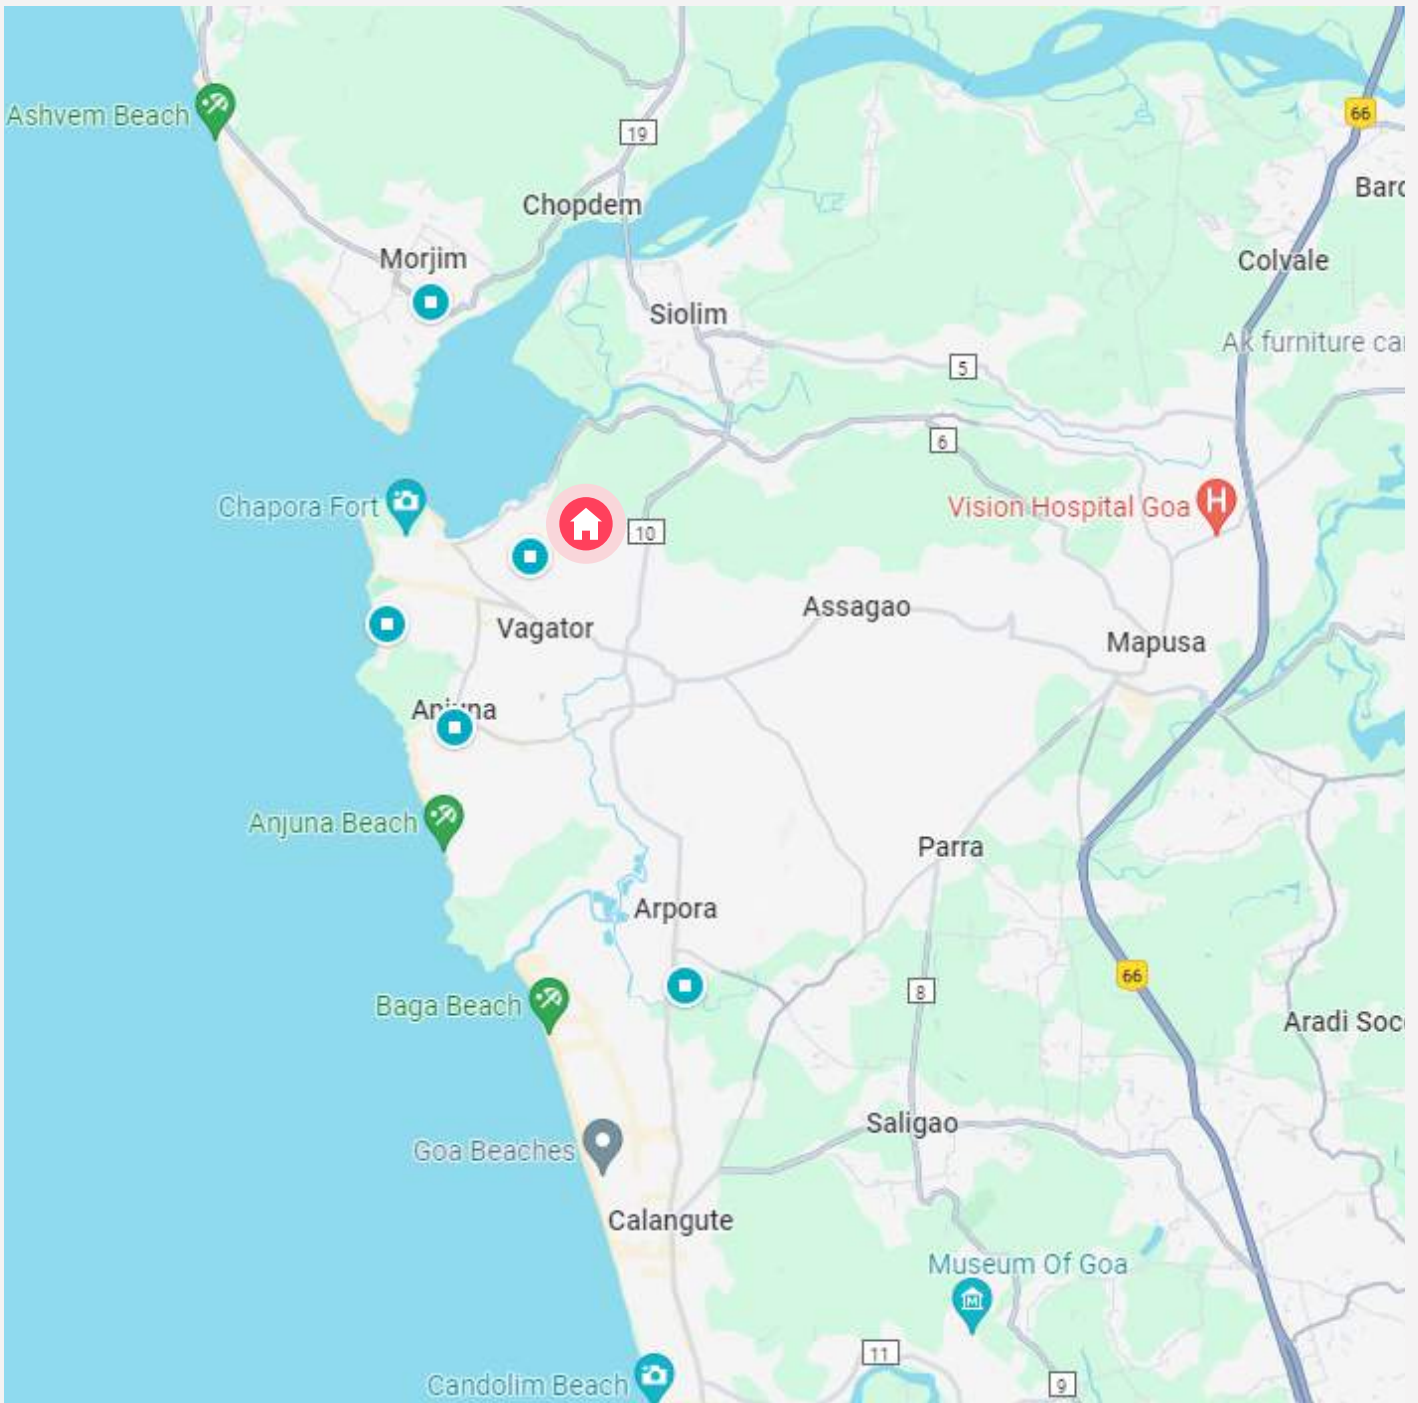 66
Ashvem Beach
19
Bard
Chopdem
Morjim
Colvale
Siolim
Ak furniture car
5
6
Chapora Fort
Vision Hospital Goa
H
10
Assagao
Vagator
Mapusa
Anjuna
Anjuna Beach
Parra
Arpora
66
8
Baga Beach
Aradi Soc
Saligao
Goa Beaches
Calangute
Museum Of Goa
M
11
Candolim Beach
9